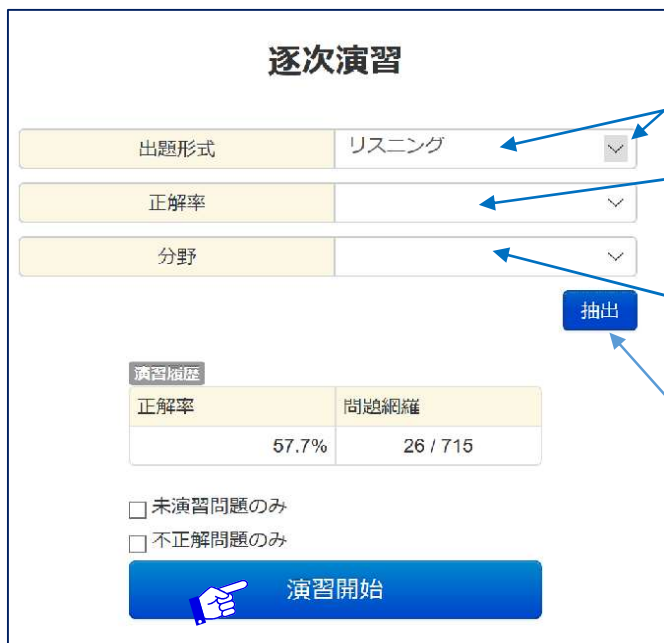 逐次演習
出題形式 リスニング
正解率
分野
抽出
演習履歴
正解率 問題網羅
57.7% 26 / 715
未演習問題のみ
不正解問題のみ
演習開始